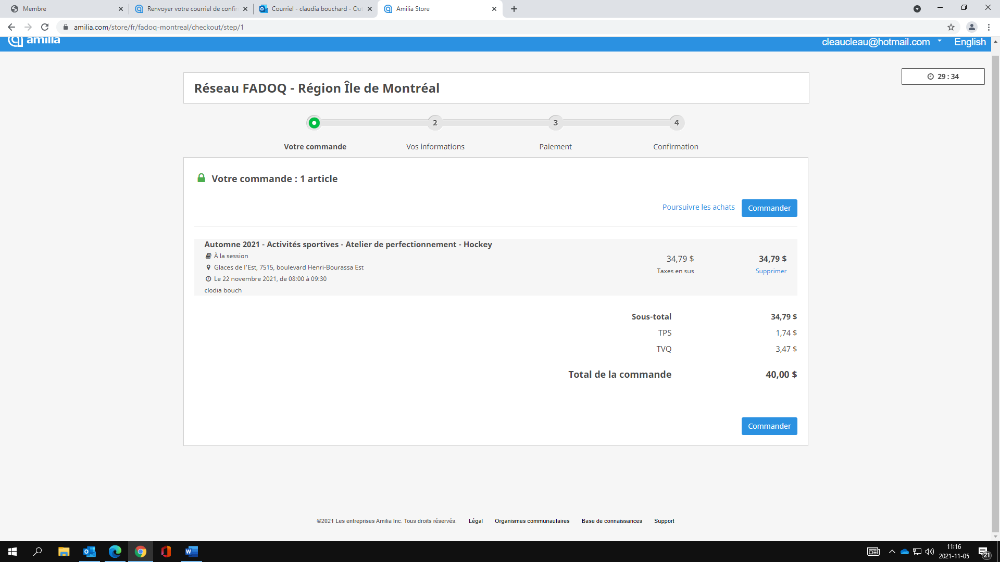 Membre
Renvoyer votre courriel de confir
Courriel - claudia bouchard - Out
Amilia Store
amilia.com/store/fr/fadoq-montreal/checkout/step/1
amilia
cleaucleau@hotmail.com
English
29 : 34
Réseau FADOQ - Région Île de Montréal
2
3
4
Votre commande
Vos informations
Paiement
Confirmation
Votre commande : 1 article
Poursuivre les achats
Commander
Automne 2021 - Activités sportives - Atelier de perfectionnement - Hockey
À la session
34,79 $
34,79 $
Glaces de l'Est, 7515, boulevard Henri-Bourassa Est
Taxes en sus
Supprimer
Le 22 novembre 2021, de 08:00 à 09:30
clodia bouch
Sous-total 34,79 $
TPS 1,74 $
TVQ 3,47 $
Total de la commande 40,00 $
Commander
©2021 Les entreprises Amilia Inc. Tous droits réservés. Légal Organismes communautaires Base de connaissances Support
11:16
2021-11-05
21